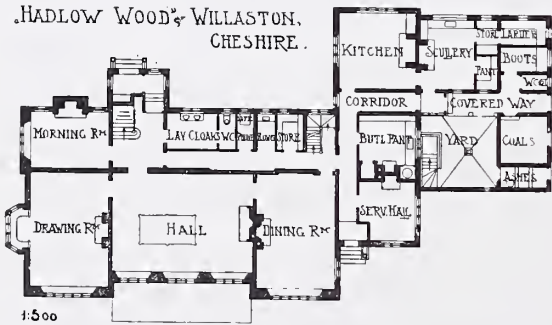 .HADLOW WOOD, WILLASTON,
CHESHIRE.
KITCHEN
SCULLERY
STORE LARDER
BOOTS
PANT
W.C.
CORRIDOR
COVERED WAY
MORNING RM
LAV CLOAKS WC
STORE
BUTL PANT
YARD
COALS
ASHES
DRAWING RM
HALL
DINING RM
SERV. HALL
1:500